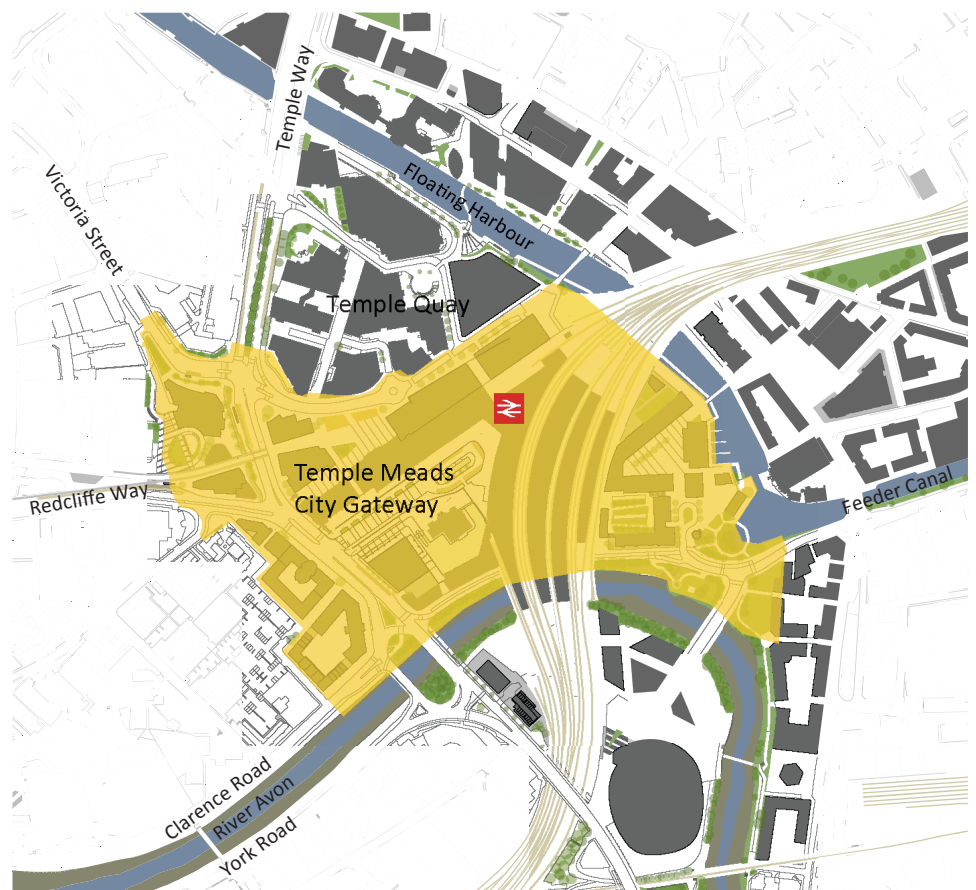 Temple Way
Victoria Street
Floating Harbour
Temple Quay
Temple Meads
City Gateway
Redcliffe Way
Feeder Canal
Clarence Road
River Avon
York Road